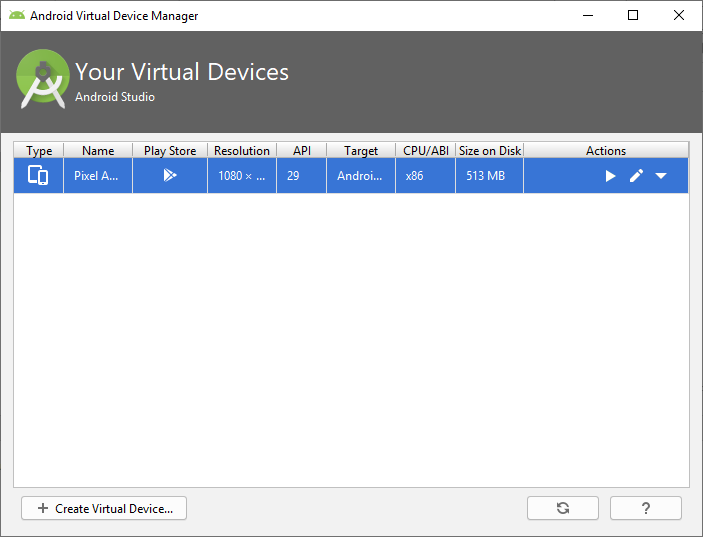 Android Virtual Device Manager
Your Virtual Devices
Android Studio
Type Name Play Store Resolution API Target CPU/ABI Size on Disk Actions
Pixel A... 1080 × ... 29 Androi... x86 513 MB
+ Create Virtual Device... ?